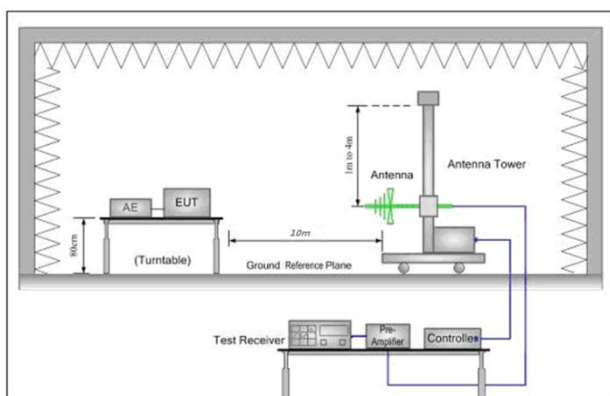 1m to 4m
Antenna
Antenna Tower
AE
EUT
80cm
(Turntable)
10m
Ground Reference Plane
Test Receiver
Pre-
Amplifier
Controller